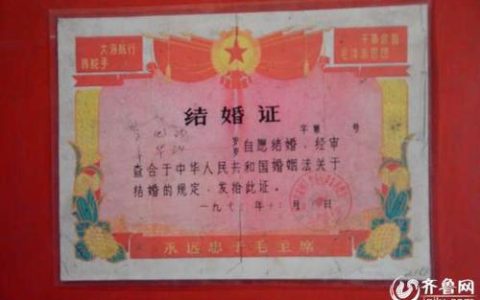 大海航行
靠舵手
干革命靠
毛泽东思想
结婚证
字第 号
岁 自愿结婚，经审
岁
查合于中华人民共和国婚姻法关于
结婚的规定，发给此证。
一九七 年十 月 日
永远忠于毛主席
齐鲁网